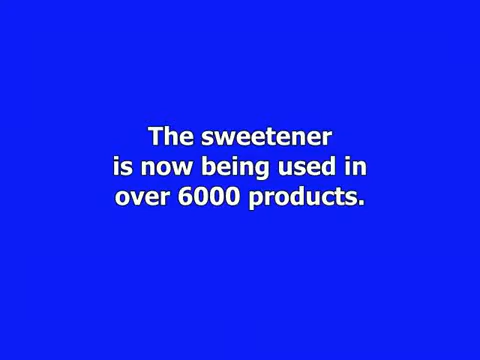 The sweetener
is now being used in
over 6000 products.